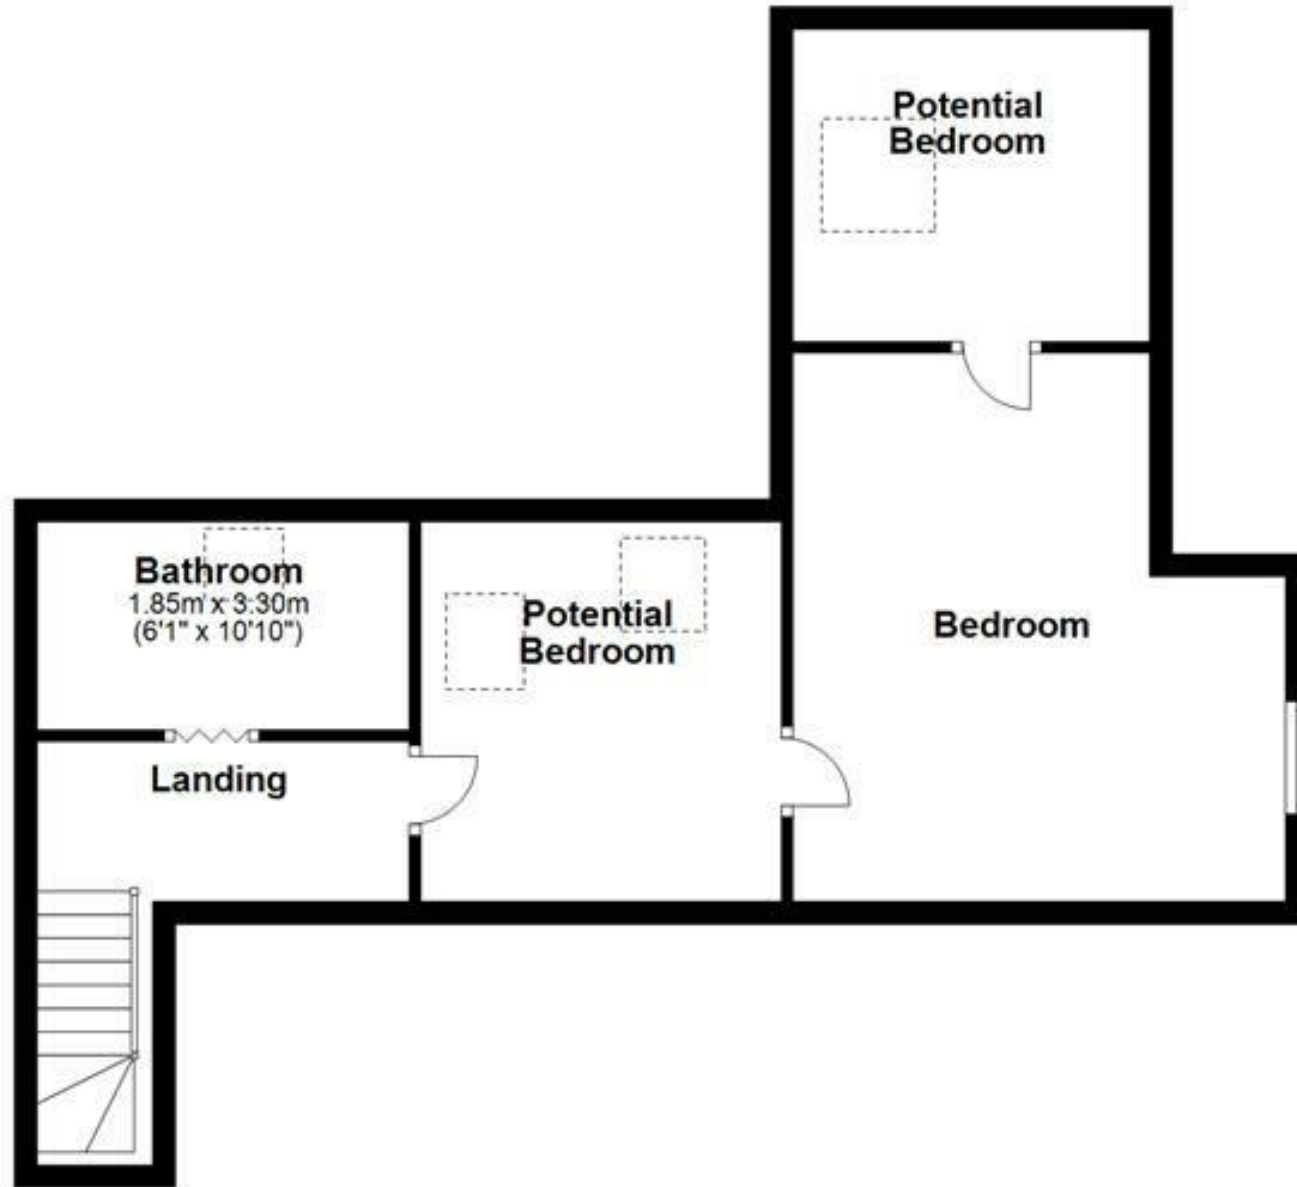 Potential
Bedroom
Bathroom
1.85m x 3.30m
(6'1" x 10'10")
Potential
Bedroom
Bedroom
Landing